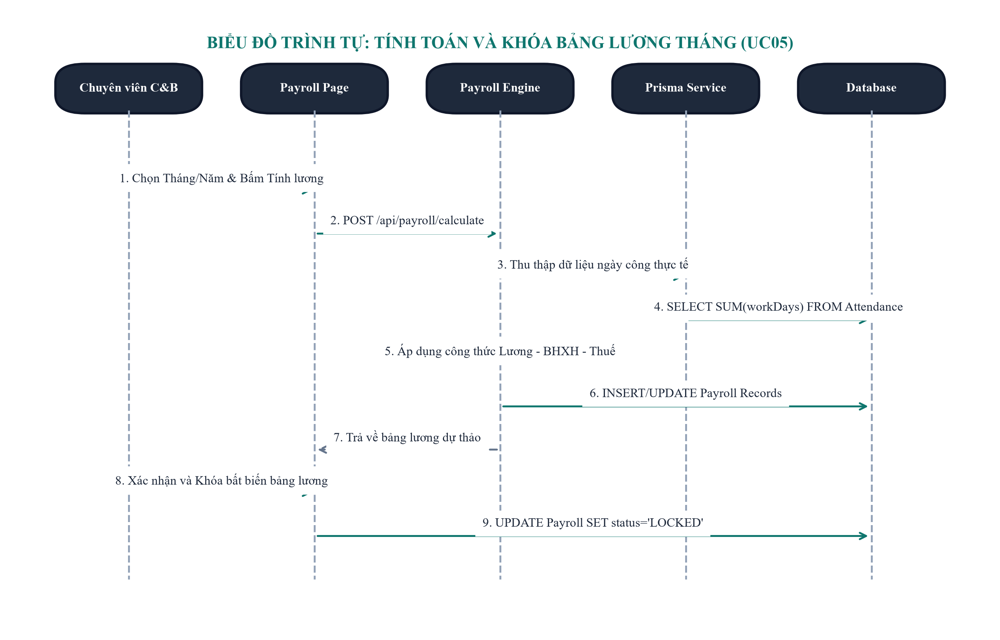 BIỂU ĐỒ TRÌNH TỰ: TÍNH TOÁN VÀ KHÓA BẢNG LƯƠNG THÁNG (UC05)
Chuyên viên C&B
Payroll Page
Payroll Engine
Prisma Service
Database
1. Chọn Tháng/Năm & Bấm Tính lương
2. POST /api/payroll/calculate
3. Thu thập dữ liệu ngày công thực tế
4. SELECT SUM(workDays) FROM Attendance
5. Áp dụng công thức Lương - BHXH - Thuế
6. INSERT/UPDATE Payroll Records
7. Trả về bảng lương dự thảo
8. Xác nhận và Khóa bất biến bảng lương
9. UPDATE Payroll SET status='LOCKED'